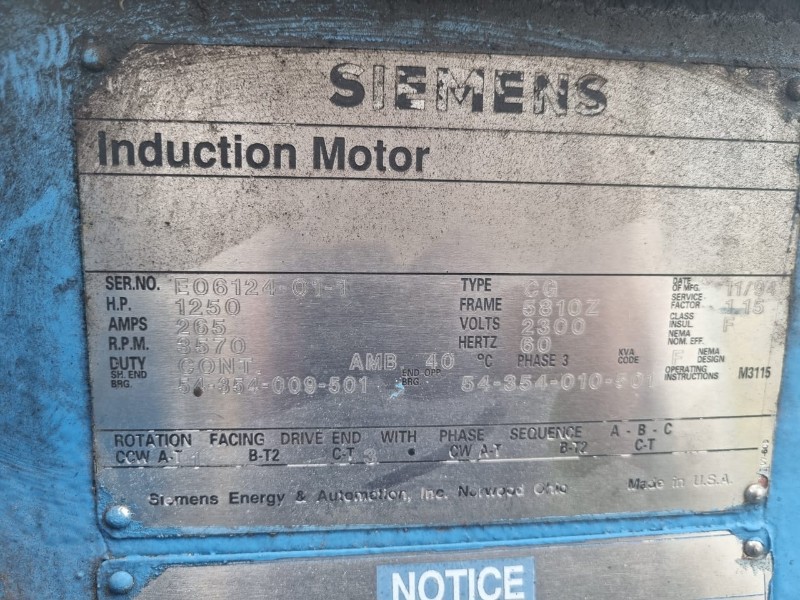 SIEMENS
Induction Motor
SER.NO. E06124-01-1 TYPE CG DATE OF MFG. 11/94
H.P. 1250 FRAME 5810Z SERVICE FACTOR 1.15
AMPS 265 VOLTS 2300 CLASS INSUL. F
R.P.M. 3570 HERTZ 60 NEMA NOM. EFF.
DUTY CONT. AMB 40 °C PHASE 3 KVA CODE F NEMA DESIGN
SH. END BRG. 54-354-009-501 END OPP. BRG. 54-354-010-501 OPERATING INSTRUCTIONS M3115
ROTATION FACING DRIVE END WITH PHASE SEQUENCE A - B - C
CCW A-T B-T2 C-T 3 • CW A-T B-T2 C-T
Siemens Energy & Automation, Inc. Norwood Ohio Made in U.S.A.
NOTICE